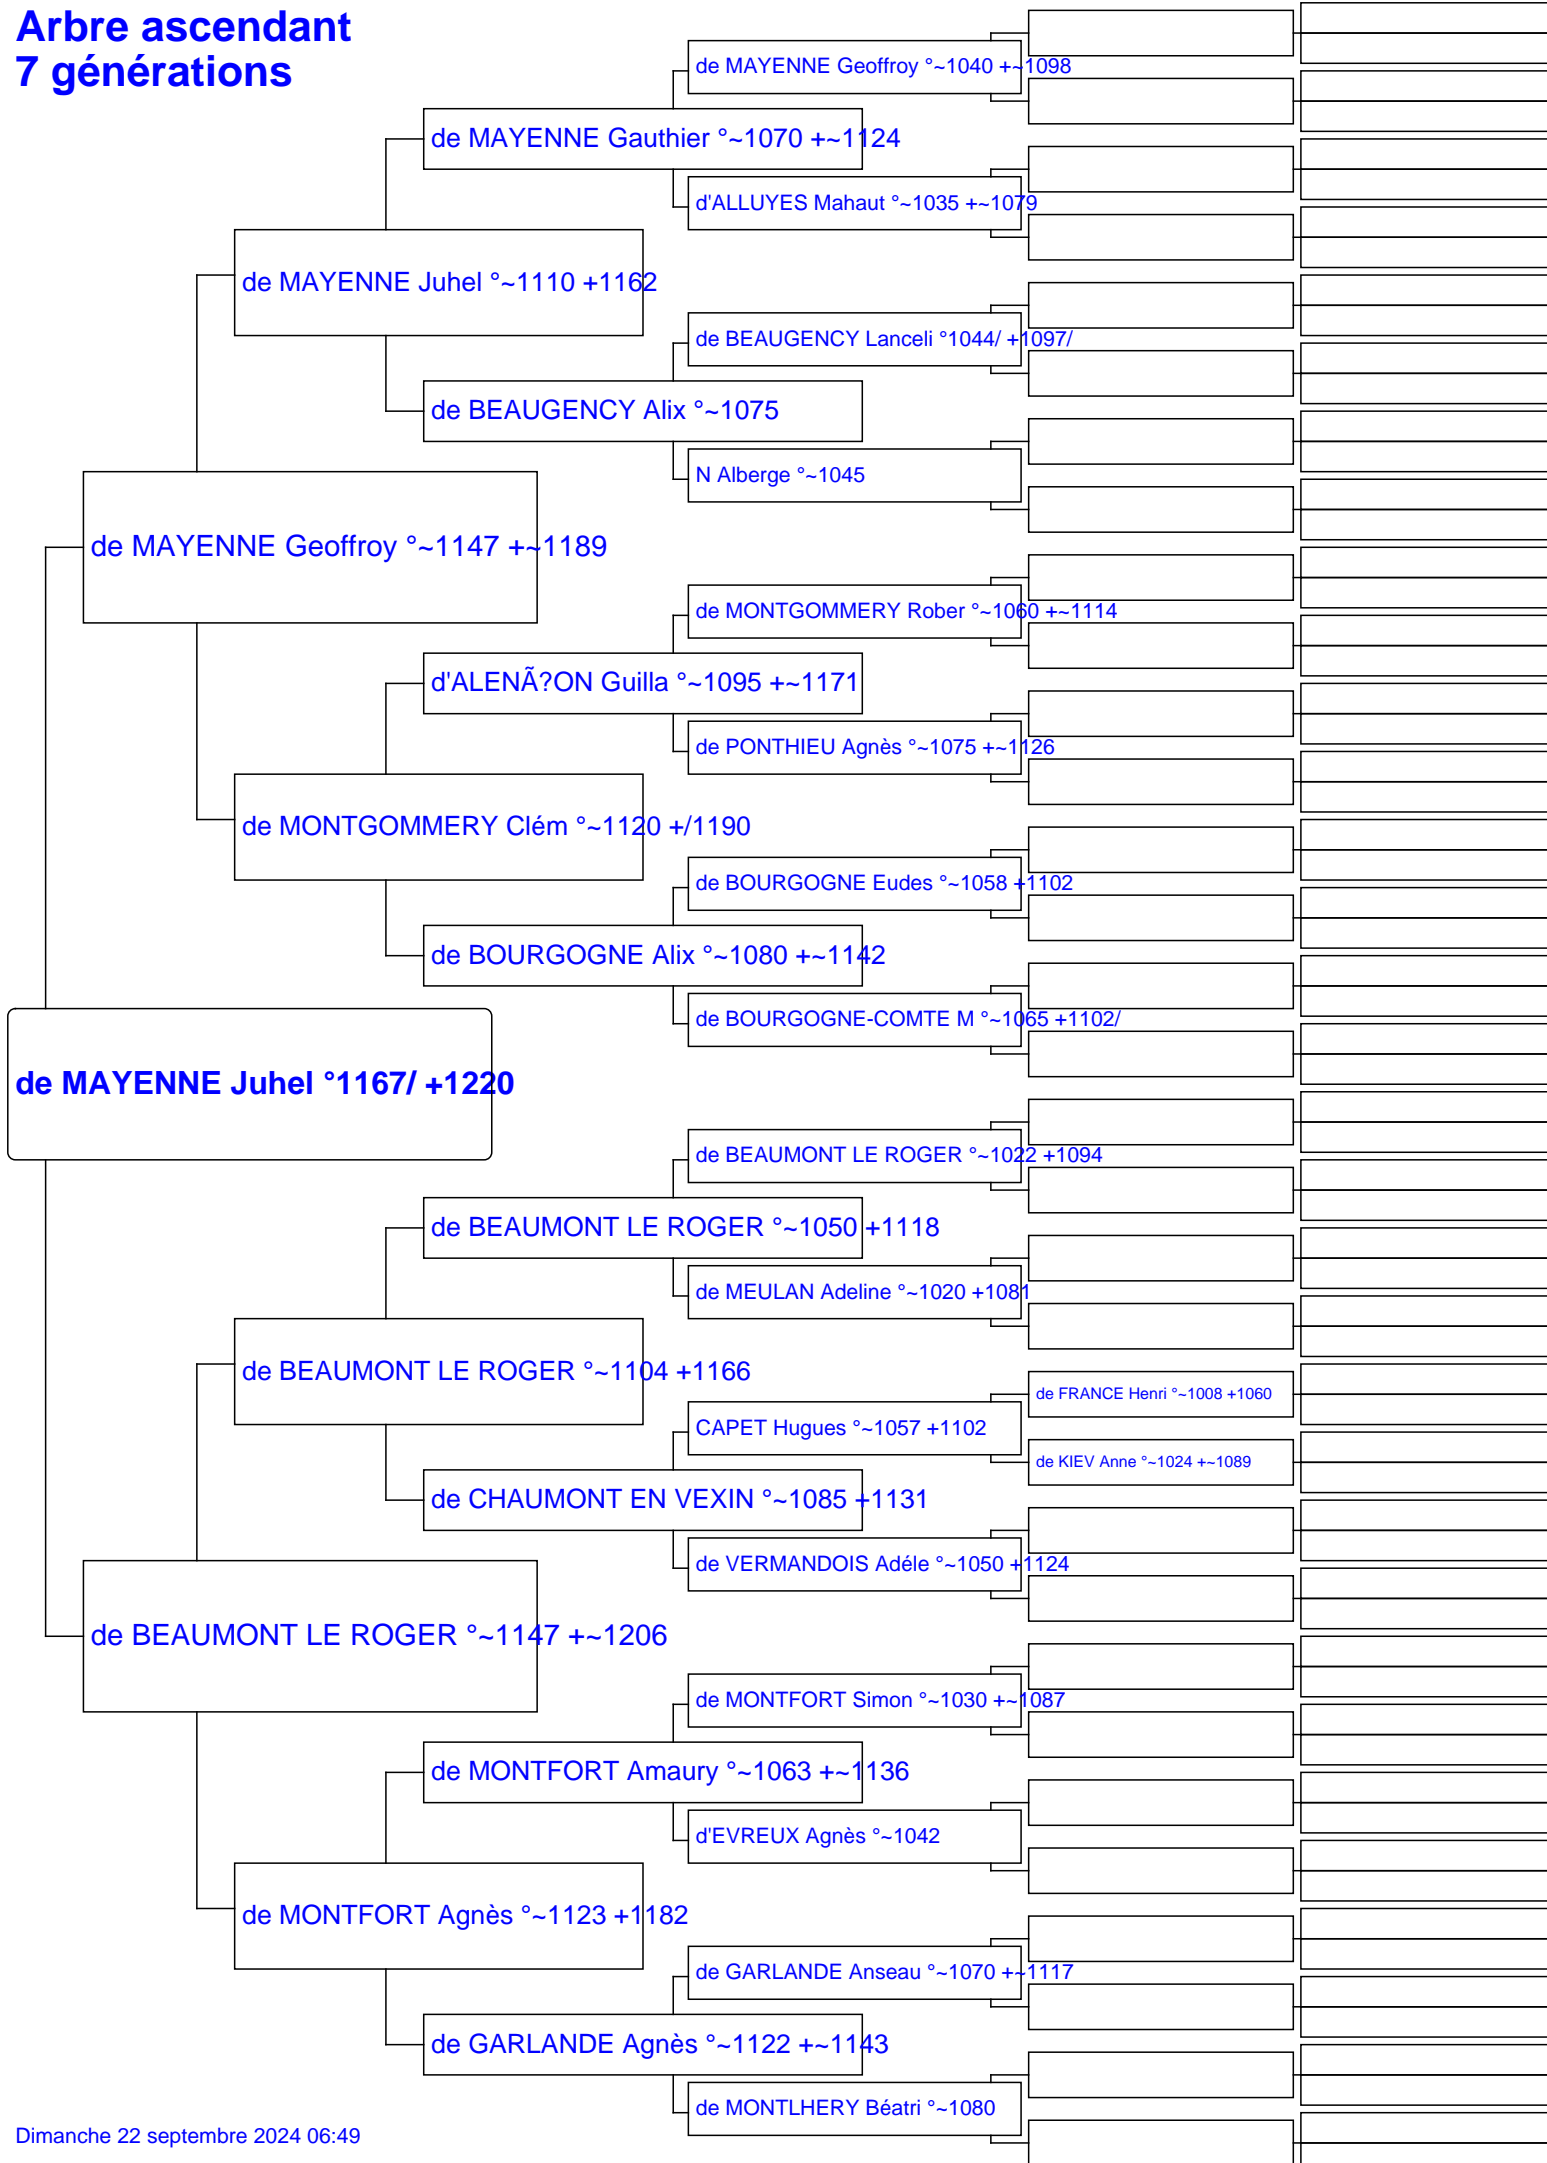 Arbre ascendant
7 générations
de MAYENNE Geoffroy °~1040 +~1098
de MAYENNE Gauthier °~1070 +~1124
d'ALLUYES Mahaut °~1035 +~1079
de MAYENNE Juhel °~1110 +1162
de BEAUGENCY Lanceli °1044/ +1097/
de BEAUGENCY Alix °~1075
N Alberge °~1045
de MAYENNE Geoffroy °~1147 +~1189
de MONTGOMMERY Rober °~1060 +~1114
d'ALENÃ?ON Guilla °~1095 +~1171
de PONTHIEU Agnès °~1075 +~1126
de MONTGOMMERY Clém °~1120 +/1190
de BOURGOGNE Eudes °~1058 +1102
de BOURGOGNE Alix °~1080 +~1142
de BOURGOGNE-COMTE M °~1065 +1102/
de MAYENNE Juhel °1167/ +1220
de BEAUMONT LE ROGER °~1022 +1094
de BEAUMONT LE ROGER °~1050 +1118
de MEULAN Adeline °~1020 +1081
de BEAUMONT LE ROGER °~1104 +1166
de FRANCE Henri °~1008 +1060
CAPET Hugues °~1057 +1102
de KIEV Anne °~1024 +~1089
de CHAUMONT EN VEXIN °~1085 +1131
de VERMANDOIS Adéle °~1050 +1124
de BEAUMONT LE ROGER °~1147 +~1206
de MONTFORT Simon °~1030 +~1087
de MONTFORT Amaury °~1063 +~1136
d'EVREUX Agnès °~1042
de MONTFORT Agnès °~1123 +1182
de GARLANDE Anseau °~1070 +~1117
de GARLANDE Agnès °~1122 +~1143
de MONTLHERY Béatri °~1080
Dimanche 22 septembre 2024 06:49